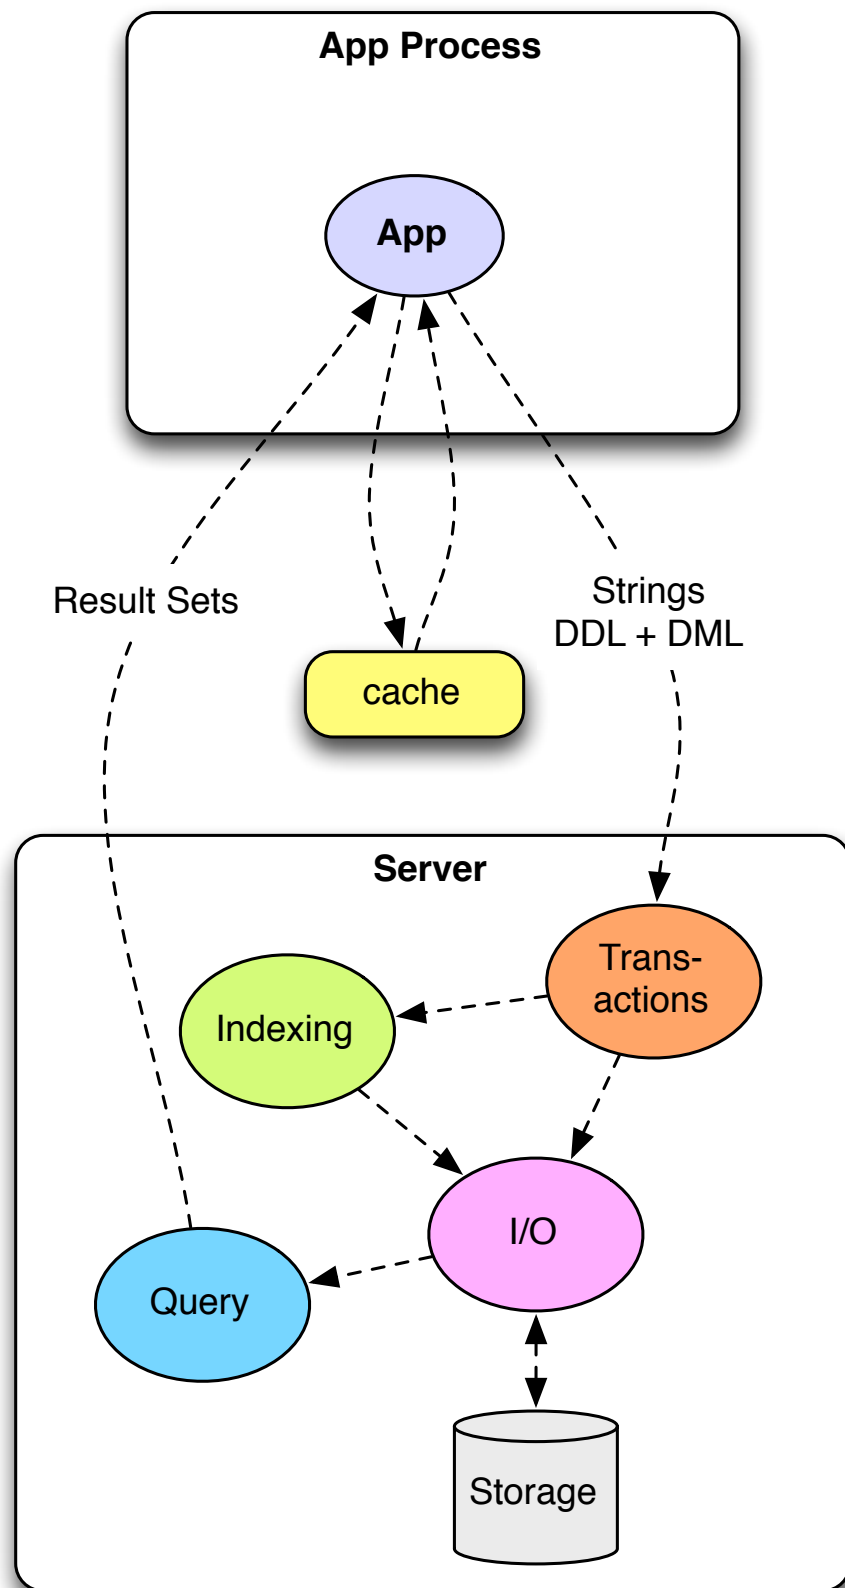 App Process
App
Result Sets
Strings
DDL + DML
cache
Server
Trans-
actions
Indexing
I/O
Query
Storage